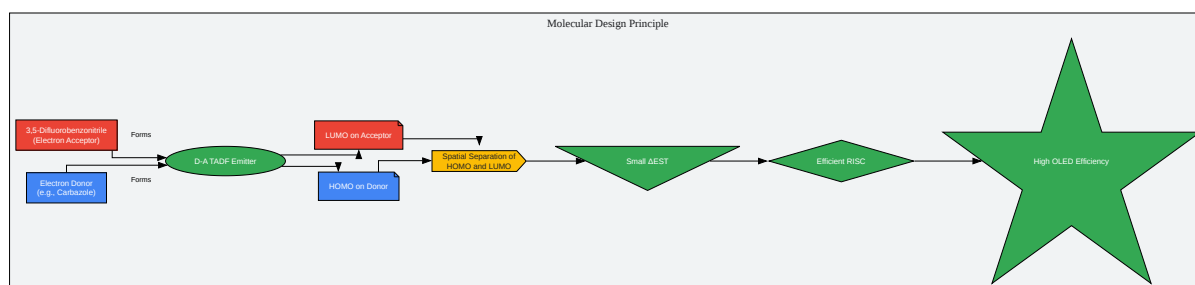 Molecular Design Principle
3,5-Difluorobenzonitrile
(Electron Acceptor)
Forms
Electron Donor
(e.g., Carbazole)
Forms
D-A TADF Emitter
LUMO on Acceptor
HOMO on Donor
Spatial Separation of
HOMO and LUMO
Small ΔEST
Efficient RISC
High OLED Efficiency